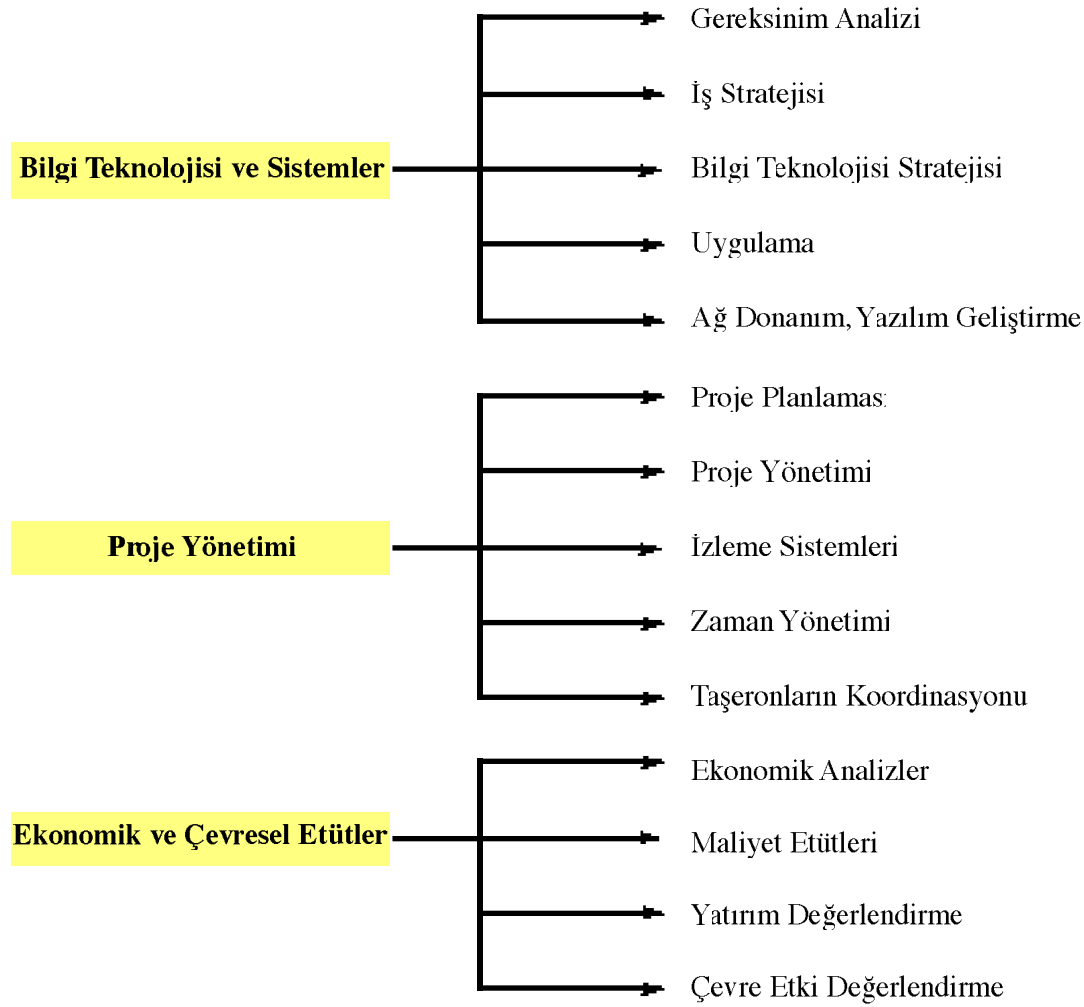 Bilgi Teknolojisi ve Sistemler
Gereksinim Analizi
İş Stratejisi
Bilgi Teknolojisi Stratejisi
Uygulama
Ağ Donanım, Yazılım Geliştirme
Proje Yönetimi
Proje Planlaması
Proje Yönetimi
İzleme Sistemleri
Zaman Yönetimi
Taşeronların Koordinasyonu
Ekonomik ve Çevresel Etütler
Ekonomik Analizler
Maliyet Etütleri
Yatırım Değerlendirme
Çevre Etki Değerlendirme